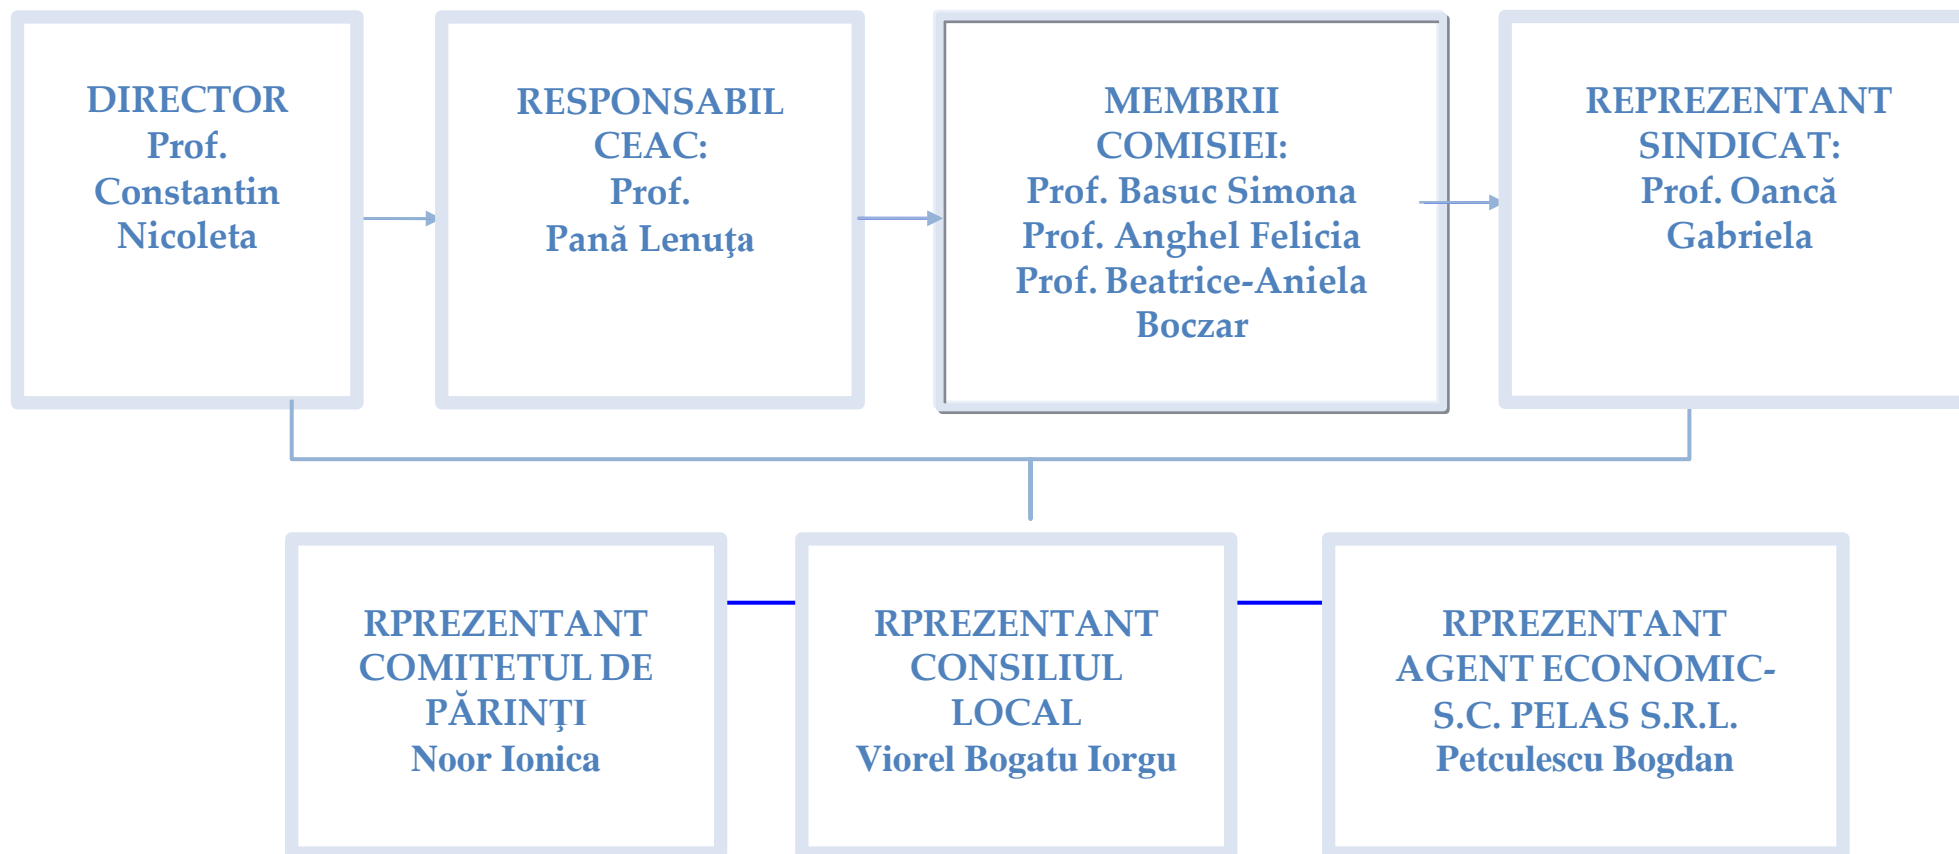 DIRECTOR
Prof.
Constantin
Nicoleta
RESPONSABIL
CEAC:
Prof.
Pană Lenuţa
MEMBRII
COMISIEI:
Prof. Basuc Simona
Prof. Anghel Felicia
Prof. Beatrice-Aniela
Boczar
REPREZENTANT
SINDICAT:
Prof. Oancă
Gabriela
RPREZENTANT
COMITETUL DE
PĂRINŢI
Noor Ionica
RPREZENTANT
CONSILIUL
LOCAL
Viorel Bogatu Iorgu
RPREZENTANT
AGENT ECONOMIC-
S.C. PELAS S.R.L.
Petculescu Bogdan